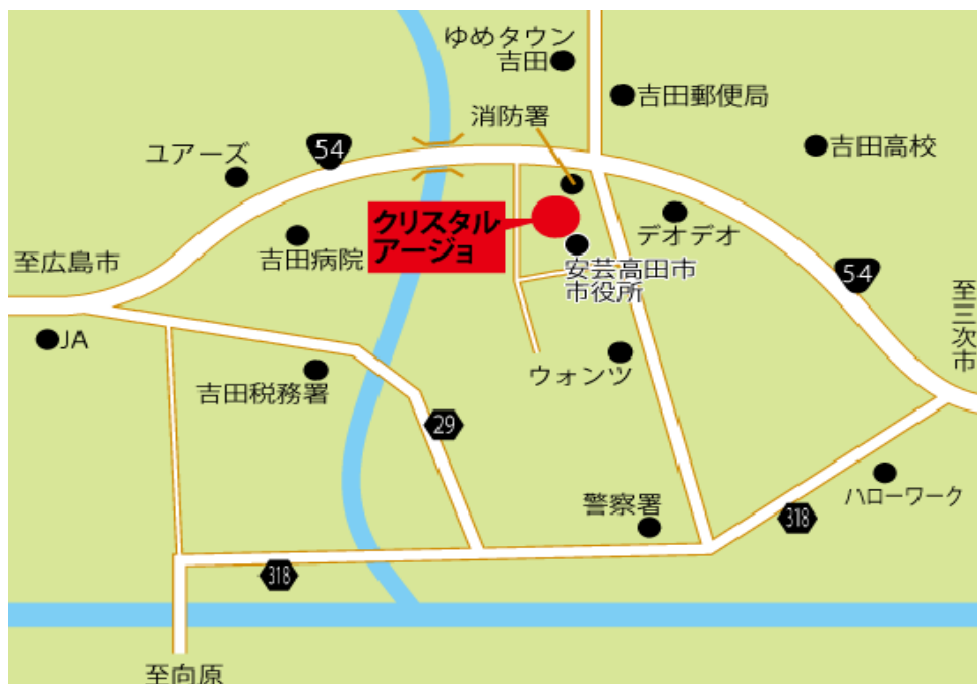 ゆめタウン
吉田
吉田郵便局
消防署
吉田高校
54
ユアーズ
クリスタル
アージョ
デオデオ
吉田病院
至広島市
安芸高田市
市役所
54
至三次市
JA
ウォンツ
吉田税務署
29
ハローワーク
警察署
318
318
至向原